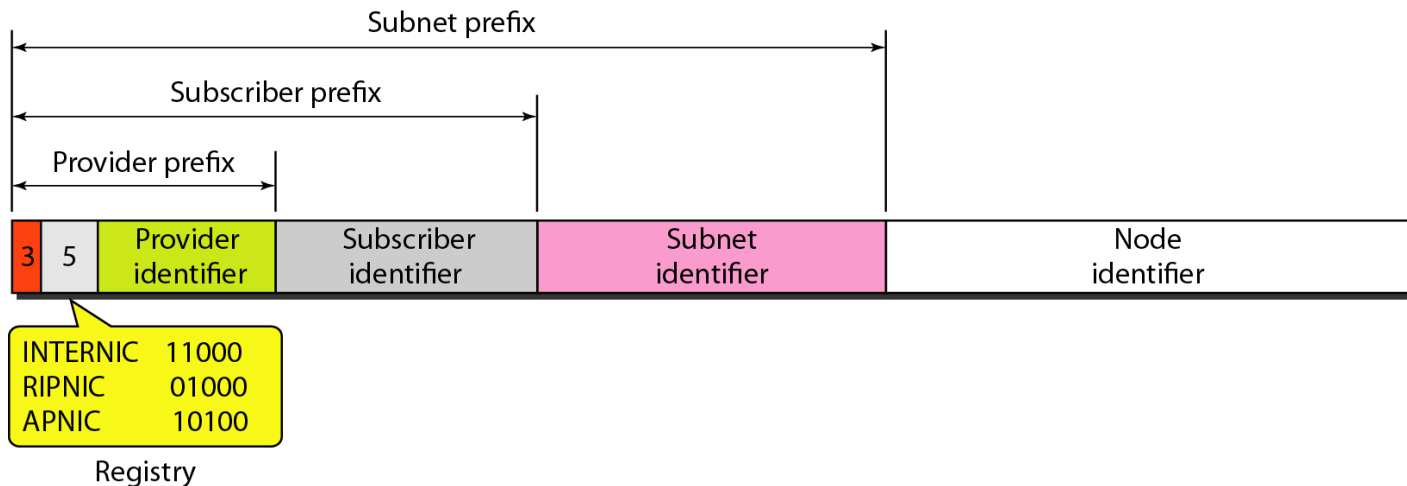 Subnet prefix
Subscriber prefix
Provider prefix
3
5
Provider
identifier
Subscriber
identifier
Subnet
identifier
Node
identifier
INTERNIC 11000
RIPNIC 01000
APNIC 10100
Registry